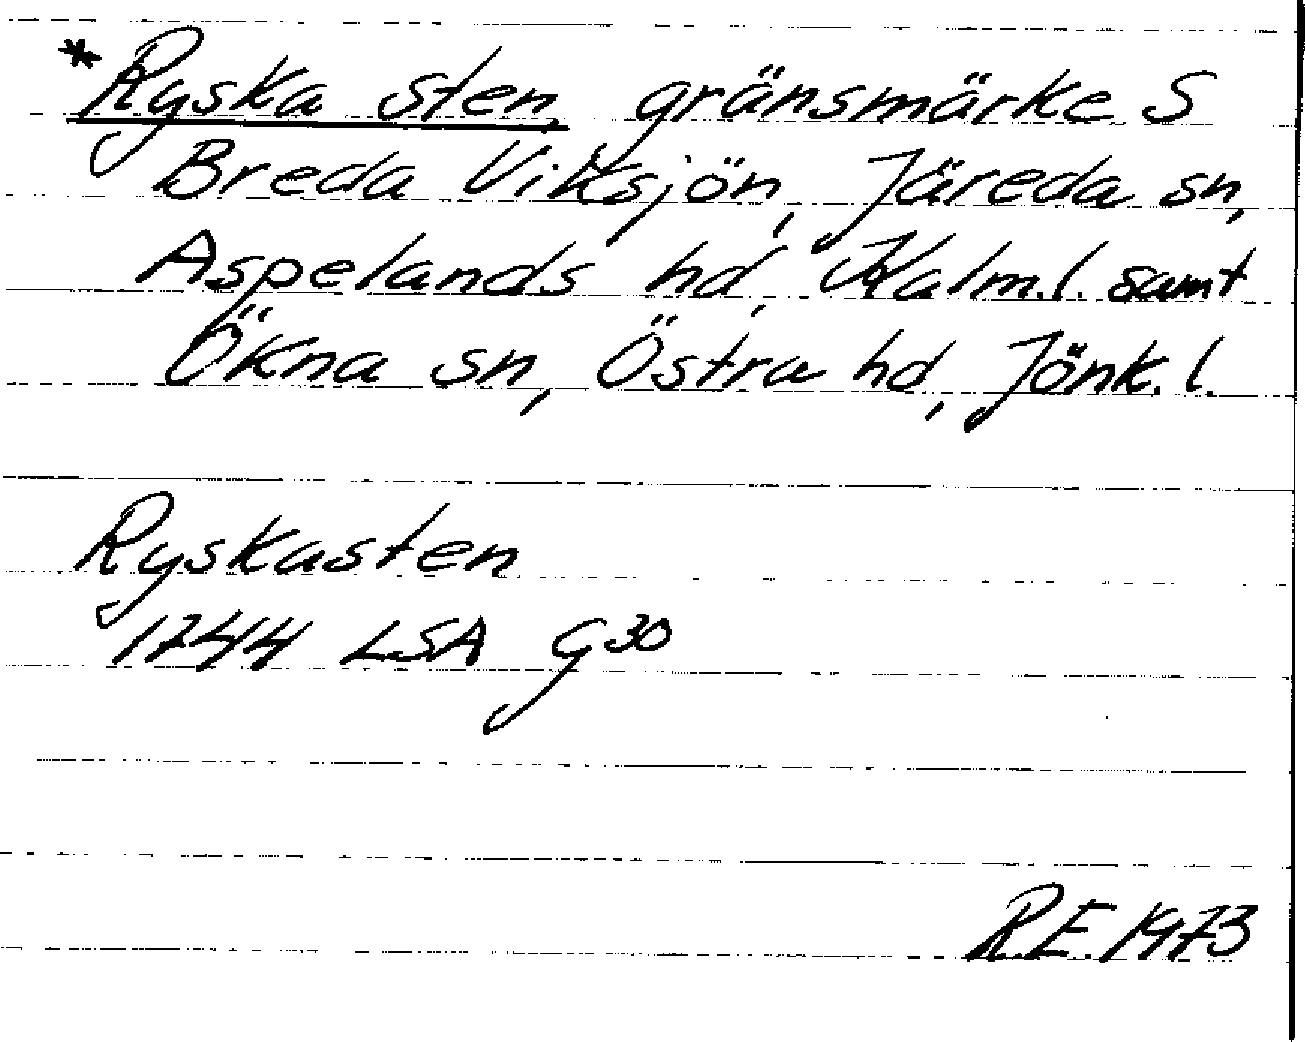 * Ryska sten, gränsmärke S
Breda Viksjön, Järeda sn,
Aspelands hd, Kalm.l. samt
Ökna sn, Östra hd, Jönk. l.
Ryskasten
1744 LSA G30
R.E. 1973